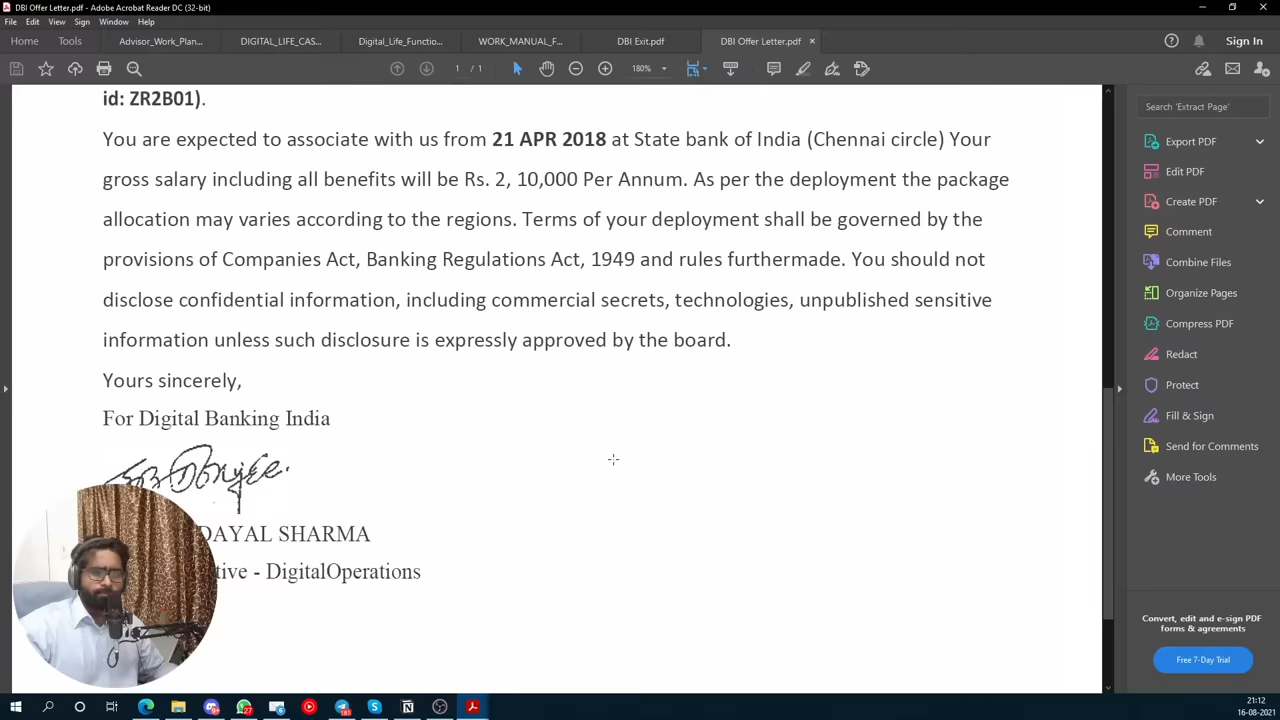 DBI Offer Letter.pdf - Adobe Acrobat Reader DC (32-bit)
File Edit View Sign Window Help
Home Tools Advisor_Work_Plan... DIGITAL_LIFE_CAS... Digital_Life_Functio... WORK_MANUAL_F... DBI Exit.pdf DBI Offer Letter.pdf × Sign In
1 / 1 180%
id: ZR2B01).
You are expected to associate with us from 21 APR 2018 at State bank of India (Chennai circle) Your
gross salary including all benefits will be Rs. 2, 10,000 Per Annum. As per the deployment the package
allocation may varies according to the regions. Terms of your deployment shall be governed by the
provisions of Companies Act, Banking Regulations Act, 1949 and rules furthermade. You should not
disclose confidential information, including commercial secrets, technologies, unpublished sensitive
information unless such disclosure is expressly approved by the board.
Yours sincerely,
For Digital Banking India
DAYAL SHARMA
tive - DigitalOperations
Search 'Extract Page'
Export PDF
Edit PDF
Create PDF
Comment
Combine Files
Organize Pages
Compress PDF
Redact
Protect
Fill & Sign
Send for Comments
More Tools
Convert, edit and e-sign PDF
forms & agreements
Free 7-Day Trial
21:12
16-08-2021